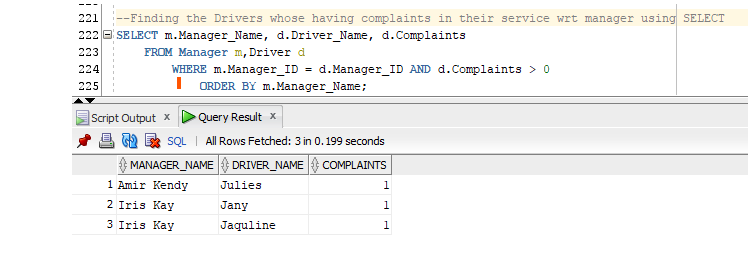 221 --Finding the Drivers whose having complaints in their service wrt manager using SELECT
222 SELECT m.Manager_Name, d.Driver_Name, d.Complaints
223 FROM Manager m,Driver d
224 WHERE m.Manager_ID = d.Manager_ID AND d.Complaints > 0
225 ORDER BY m.Manager_Name;
Script Output x Query Result x
SQL | All Rows Fetched: 3 in 0.199 seconds
MANAGER_NAME DRIVER_NAME COMPLAINTS
1 Amir Kendy Julies 1
2 Iris Kay Jany 1
3 Iris Kay Jaquline 1